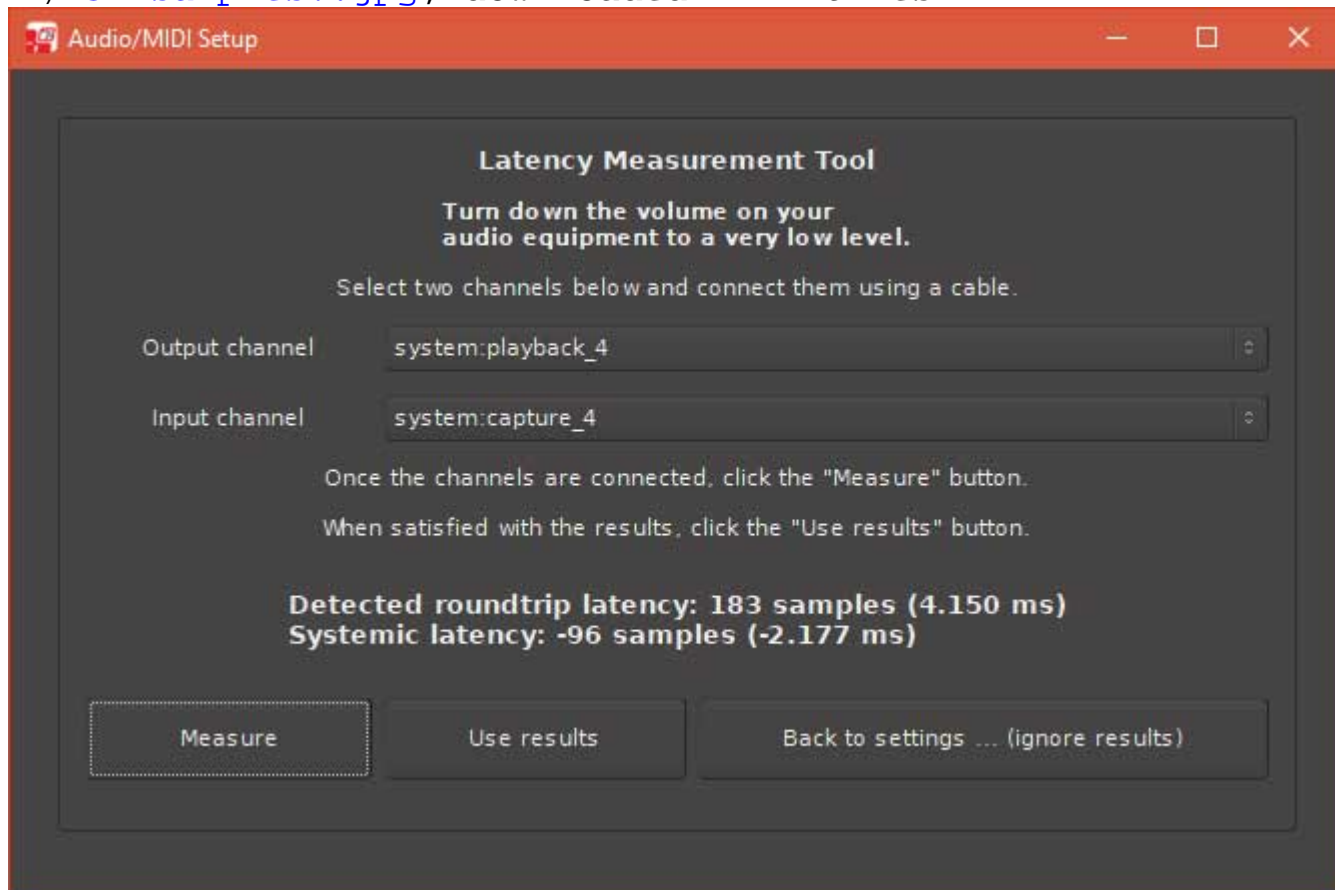 Audio/MIDI Setup
Latency Measurement Tool
Turn down the volume on your
audio equipment to a very low level.
Select two channels below and connect them using a cable.
Output channel system:playback_4
Input channel system:capture_4
Once the channels are connected, click the "Measure" button.
When satisfied with the results, click the "Use results" button.
Detected roundtrip latency: 183 samples (4.150 ms)
Systemic latency: -96 samples (-2.177 ms)
Measure Use results Back to settings ... (ignore results)